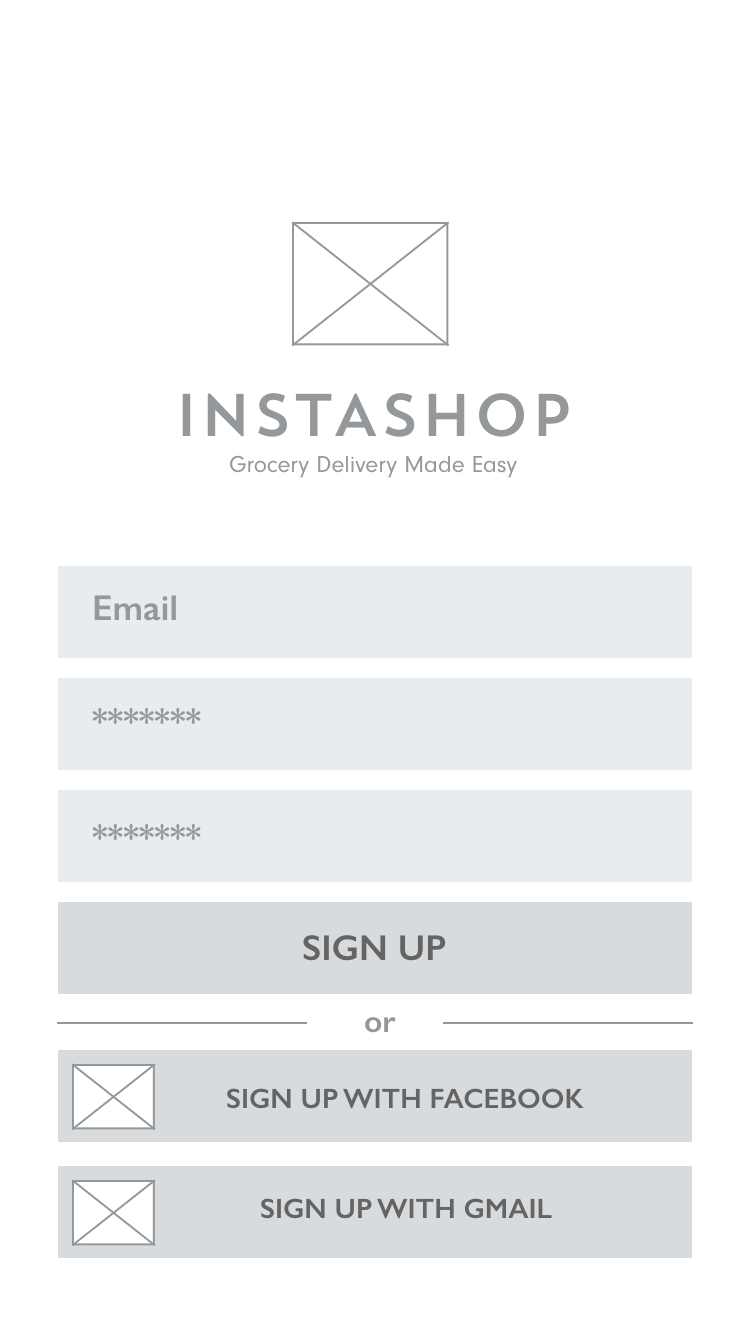 INSTASHOP
Grocery Delivery Made Easy
Email
*******
*******
SIGN UP
or
SIGN UP WITH FACEBOOK
SIGN UP WITH GMAIL